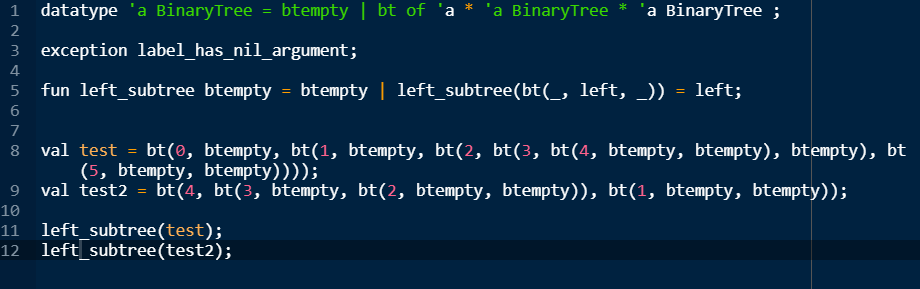 1 datatype 'a BinaryTree = btempty | bt of 'a * 'a BinaryTree * 'a BinaryTree ;
2
3 exception label_has_nil_argument;
4
5 fun left_subtree btempty = btempty | left_subtree(bt(_, left, _)) = left;
6
7
8 val test = bt(0, btempty, bt(1, btempty, bt(2, bt(3, bt(4, btempty, btempty), btempty), bt
(5, btempty, btempty))));
9 val test2 = bt(4, bt(3, btempty, bt(2, btempty, btempty)), bt(1, btempty, btempty));
10
11 left_subtree(test);
12 left_subtree(test2);